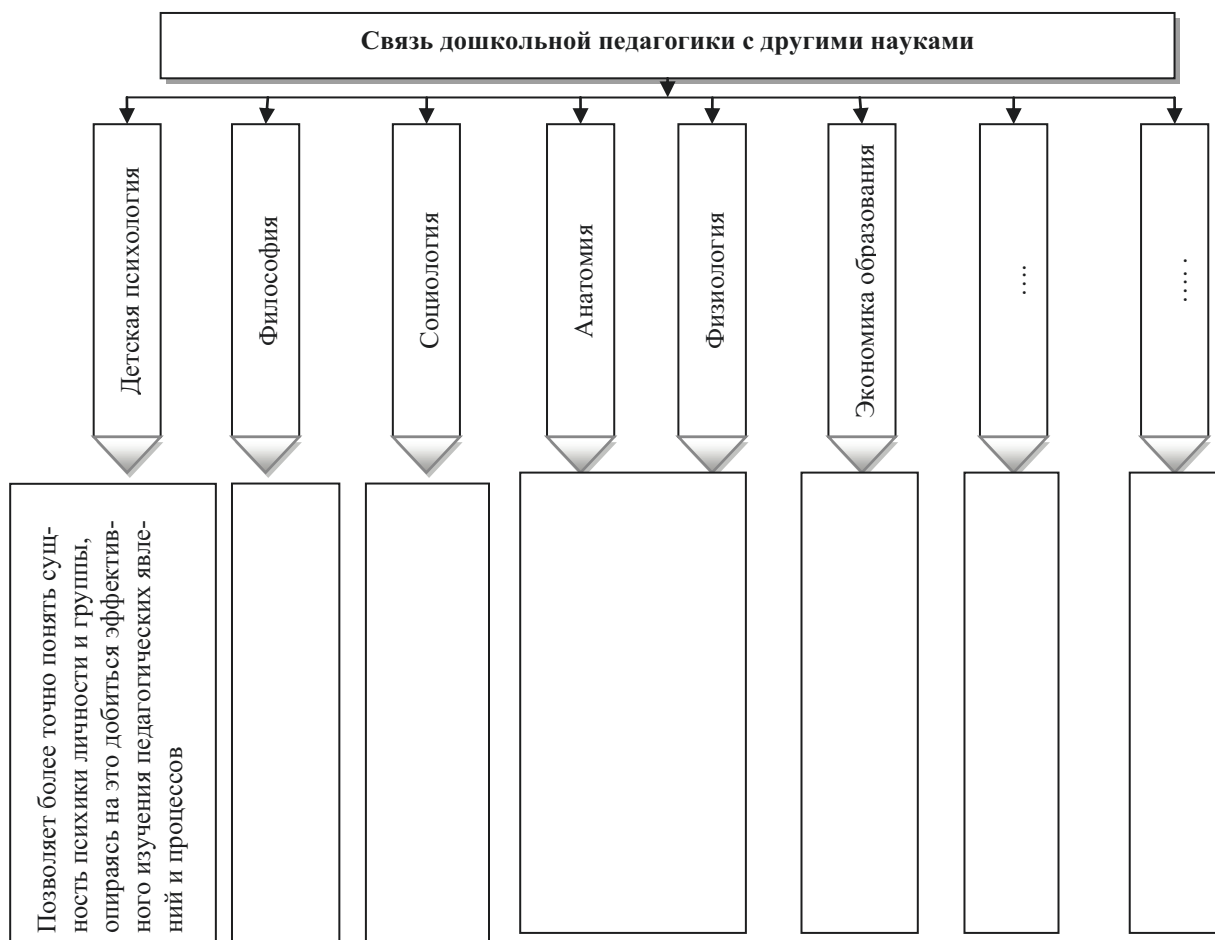 Связь дошкольной педагогики с другими науками
Детская психология
Философия
Социология
Анатомия
Физиология
Экономика образования
....
.....
Позволяет более точно понять сущ-
ность психики личности и группы,
опираясь на это добиться эффектив-
ного изучения педагогических явле-
ний и процессов